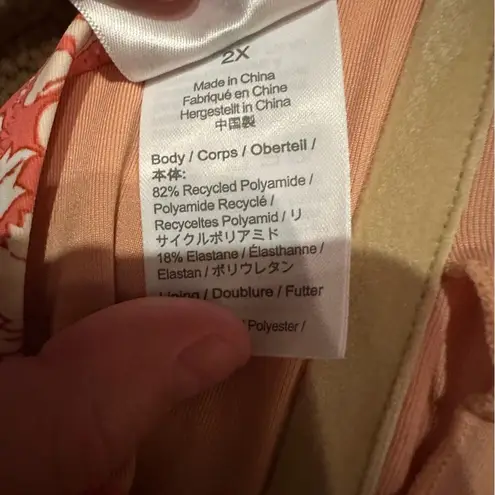 2X
Made in China
Fabriqué en Chine
Hergestellt in China
中国製
Body / Corps / Oberteil /
本体:
82% Recycled Polyamide /
Polyamide Recyclé /
Recyceltes Polyamid / リ
サイクルポリアミド
18% Elastane / Élasthanne /
Elastan / ポリウレタン
Lining / Doublure / Futter
Polyester /